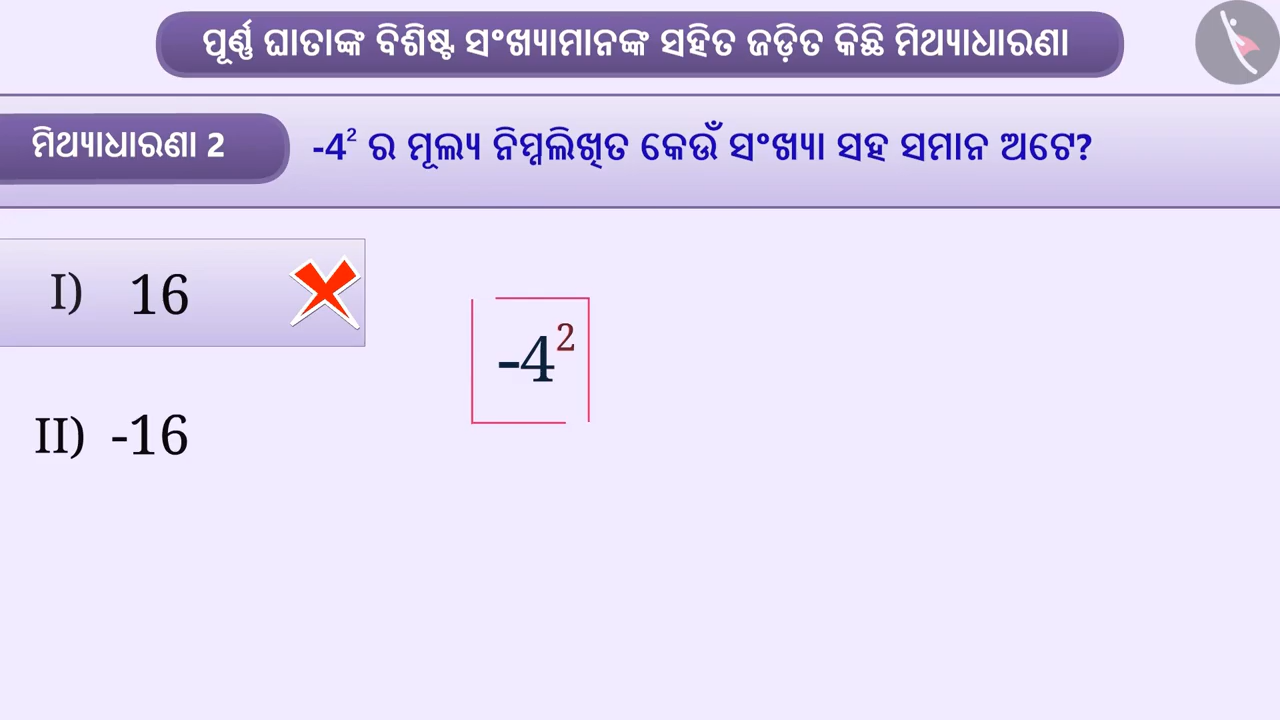 ପୂର୍ଣ୍ଣ ଘାତାଙ୍କ ବିଶିଷ୍ଟ ସଂଖ୍ୟାମାନଙ୍କ ସହିତ ଜଡ଼ିତ କିଛି ମିଥ୍ୟାଧାରଣା
ମିଥ୍ୟାଧାରଣା 2
-4² ର ମୂଲ୍ୟ ନିମ୍ନଲିଖିତ କେଉଁ ସଂଖ୍ୟା ସହ ସମାନ ଅଟେ?
I) 16
-4²
II) -16